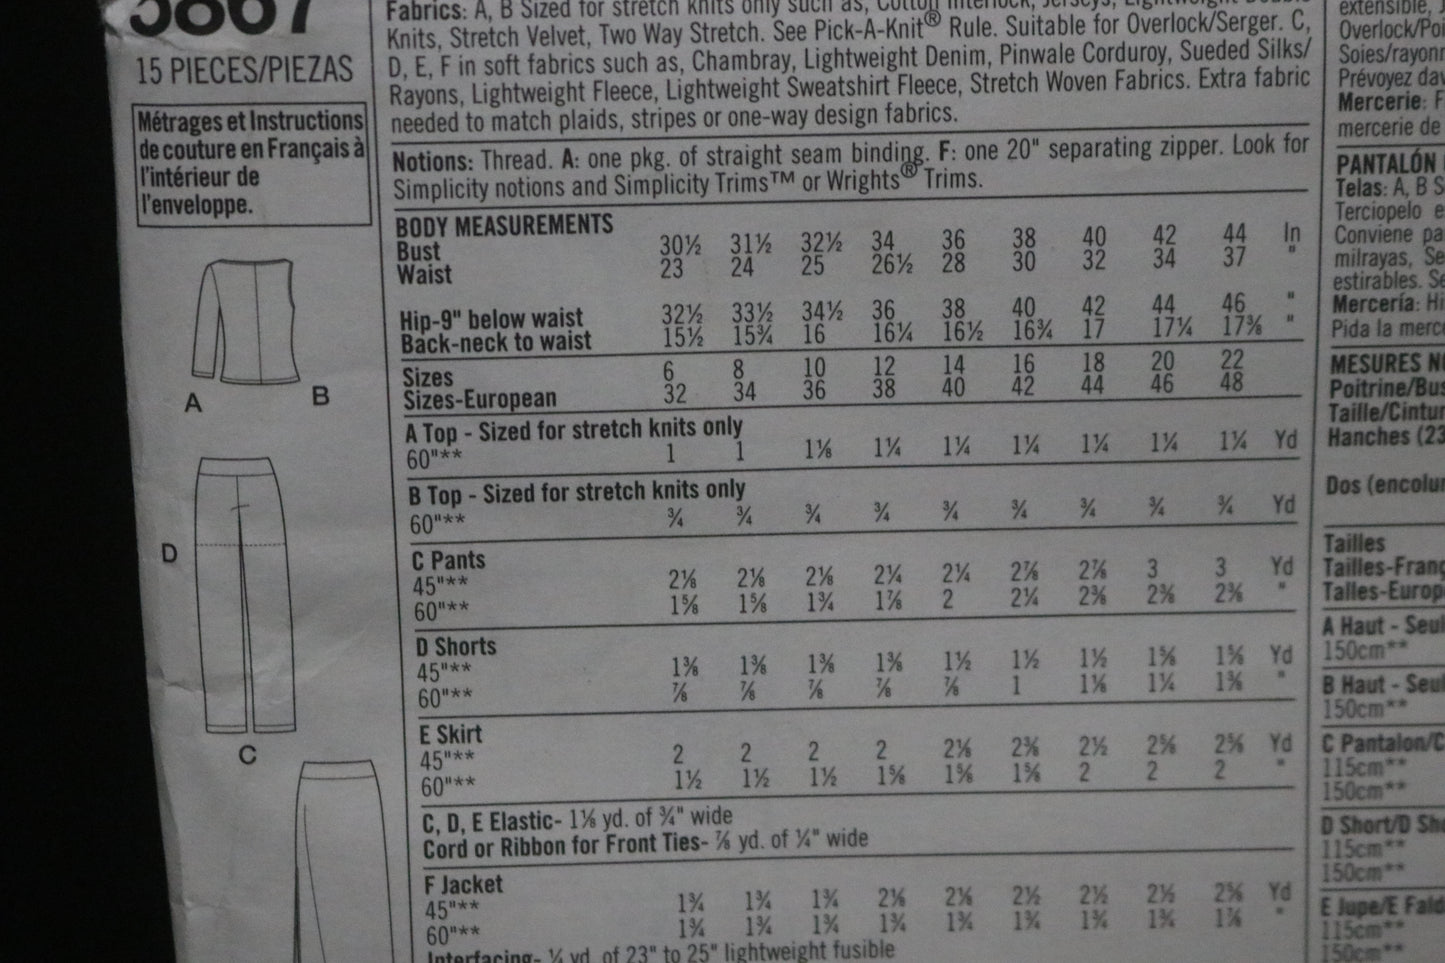 15 PIECES/PIEZAS
Métrages et Instructions
de couture en Français à
l'intérieur de
l'enveloppe.
A
B
D
C
Fabrics: A, B Sized for stretch knits only such as, Cotton Interlock, Jerseys, Lightweight Double
Knits, Stretch Velvet, Two Way Stretch. See Pick-A-Knit® Rule. Suitable for Overlock/Serger. C,
D, E, F in soft fabrics such as, Chambray, Lightweight Denim, Pinwale Corduroy, Sueded Silks/
Rayons, Lightweight Fleece, Lightweight Sweatshirt Fleece, Stretch Woven Fabrics. Extra fabric
needed to match plaids, stripes or one-way design fabrics.
Notions: Thread. A: one pkg. of straight seam binding. F: one 20" separating zipper. Look for
Simplicity notions and Simplicity Trims™ or Wrights® Trims.
BODY MEASUREMENTS
Bust 30½ 31½ 32½ 34 36 38 40 42 44 In
Waist 23 24 25 26½ 28 30 32 34 37 "
Hip-9" below waist 32½ 33½ 34½ 36 38 40 42 44 46 "
Back-neck to waist 15½ 15¾ 16 16¼ 16½ 16¾ 17 17¼ 17⅜ "
Sizes 6 8 10 12 14 16 18 20 22
Sizes-European 32 34 36 38 40 42 44 46 48
A Top - Sized for stretch knits only
60"** 1 1 1⅛ 1¼ 1¼ 1¼ 1¼ 1¼ 1¼ Yd
B Top - Sized for stretch knits only
60"** ¾ ¾ ¾ ¾ ¾ ¾ ¾ ¾ ¾ Yd
C Pants
45"** 2⅛ 2⅛ 2⅛ 2¼ 2¼ 2⅞ 2⅞ 3 3 Yd
60"** 1⅝ 1⅝ 1¾ 1⅞ 2 2¼ 2⅜ 2⅜ 2⅜ "
D Shorts
45"** 1⅜ 1⅜ 1⅜ 1⅜ 1½ 1½ 1½ 1⅝ 1⅝ Yd
60"** ⅞ ⅞ ⅞ ⅞ ⅞ 1 1⅛ 1¼ 1⅜ "
E Skirt
45"** 2 2 2 2 2⅛ 2⅜ 2½ 2⅝ 2⅝ Yd
60"** 1½ 1½ 1½ 1⅝ 1⅝ 1⅝ 2 2 2 "
C, D, E Elastic- 1⅛ yd. of ¾" wide
Cord or Ribbon for Front Ties- ⅞ yd. of ¼" wide
F Jacket
45"** 1¾ 1¾ 1¾ 2⅛ 2⅛ 2½ 2½ 2½ 2⅝ Yd
60"** 1¾ 1¾ 1¾ 1¾ 1¾ 1¾ 1¾ 1¾ 1⅞ "
Interfacing- ¼ yd. of 23" to 25" lightweight fusible
extensible,
Overlock/
Soies/
Prévoyez
Mercerie:
mercerie de
PANTALÓN
Telas: A, B
Terciopelo
Conviene
milrayas,
estirables.
Mercería:
Pida la
MESURES
Poitrine/
Taille/
Hanches (23
Dos
Tailles
Tailles-
Talles-
A Haut -
150cm**
B Haut -
150cm**
C Pantalon/
115cm**
150cm**
D Short/D
115cm**
150cm**
E Jupe/E
115cm**
150cm**